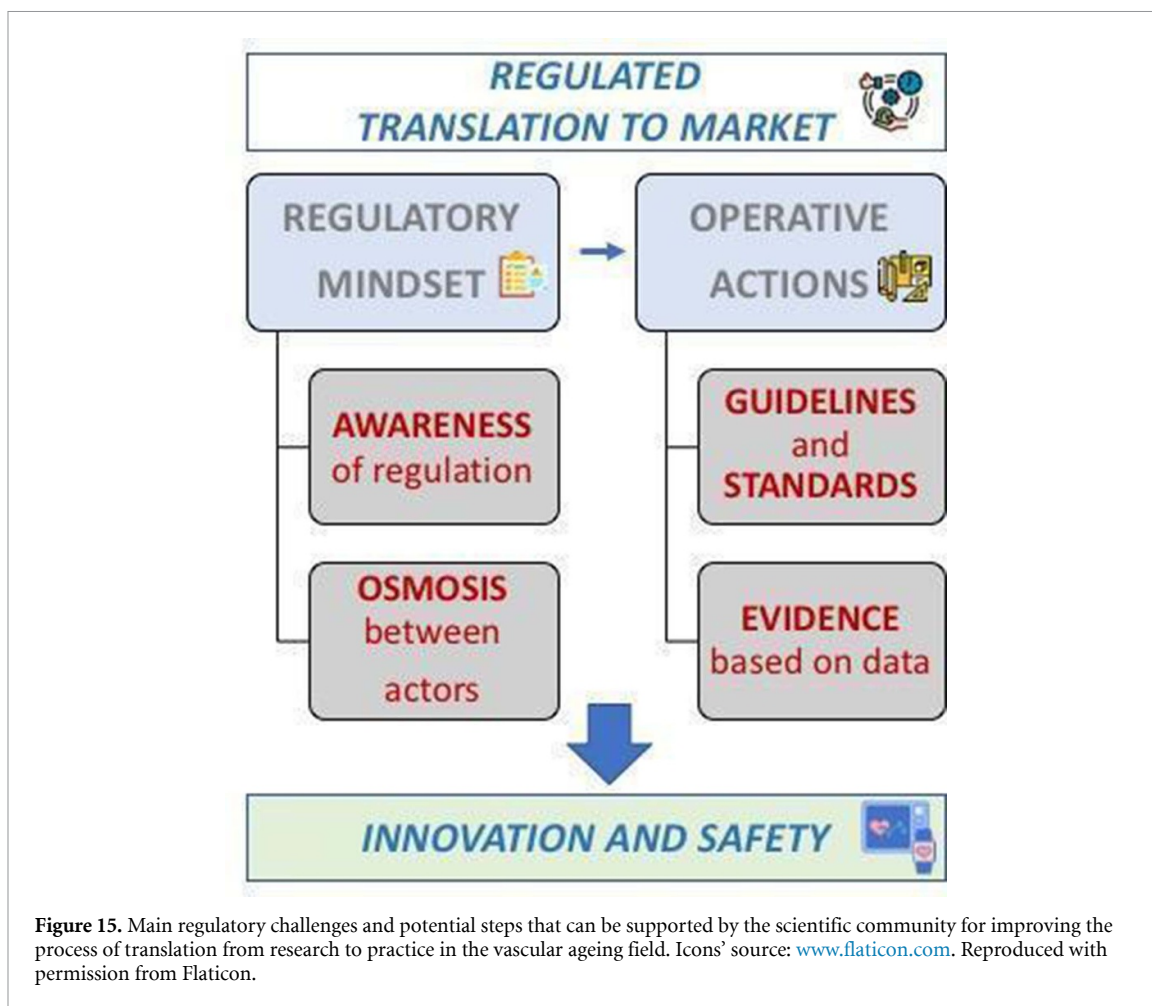 REGULATED
TRANSLATION TO MARKET
REGULATORY
MINDSET
OPERATIVE
ACTIONS
AWARENESS
of regulation
GUIDELINES
and
STANDARDS
OSMOSIS
between
actors
EVIDENCE
based on data
INNOVATION AND SAFETY
Figure 15. Main regulatory challenges and potential steps that can be supported by the scientific community for improving the
process of translation from research to practice in the vascular ageing field. Icons' source: www.flaticon.com. Reproduced with
permission from Flaticon.